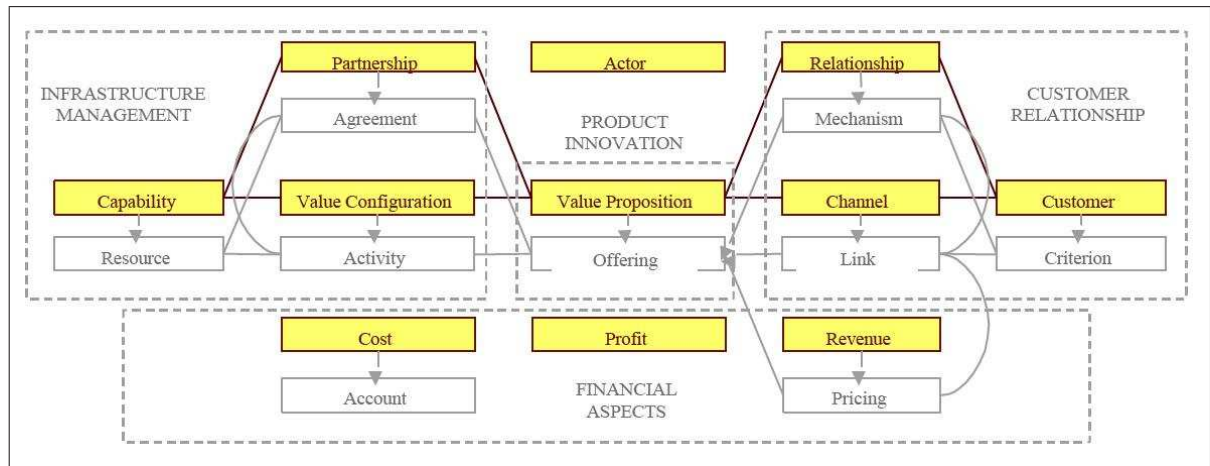 Partnership
Actor
Relationship
INFRASTRUCTURE
MANAGEMENT
Agreement
PRODUCT
INNOVATION
Mechanism
CUSTOMER
RELATIONSHIP
Capability
Value Configuration
Value Proposition
Channel
Customer
Resource
Activity
Offering
Link
Criterion
Cost
Profit
Revenue
Account
FINANCIAL
ASPECTS
Pricing